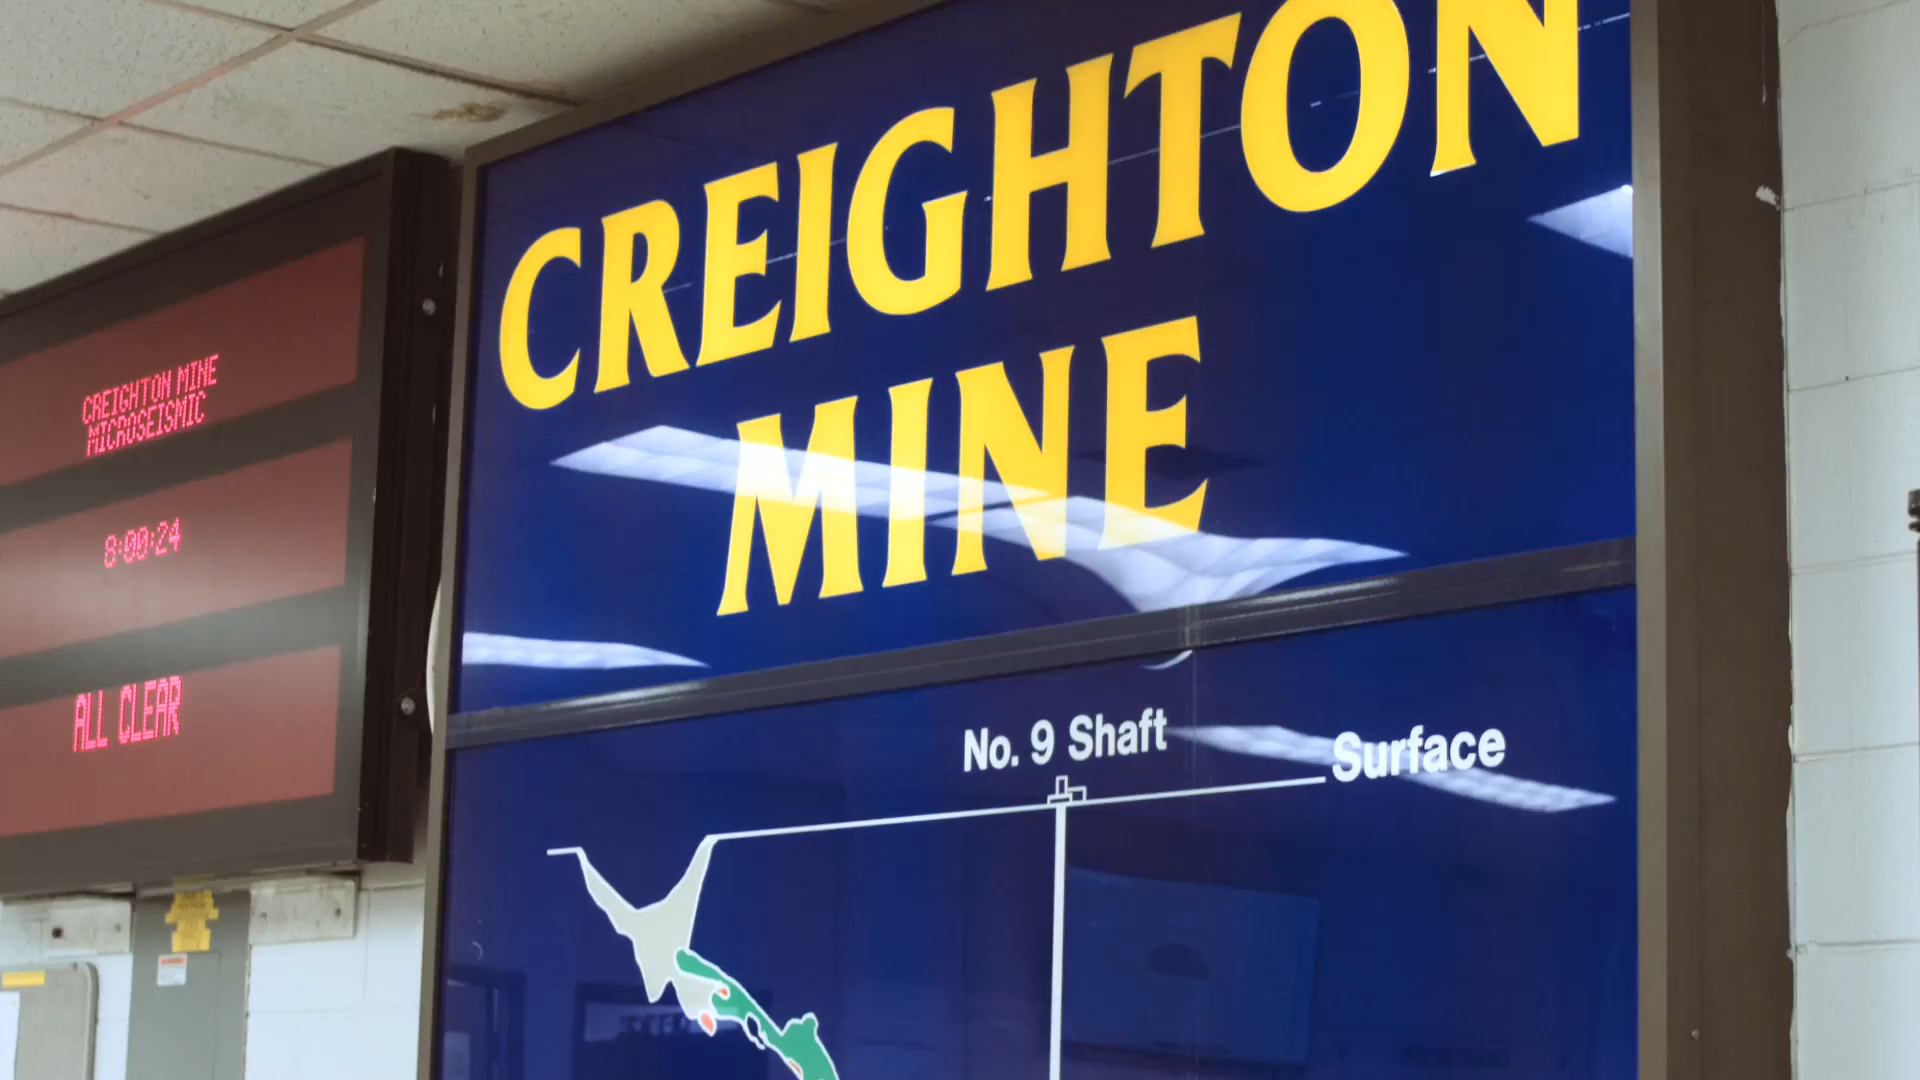 CREIGHTON MINE
MICROSEISMIC
8:00:24
ALL CLEAR
CREIGHTON
MINE
No. 9 Shaft
Surface